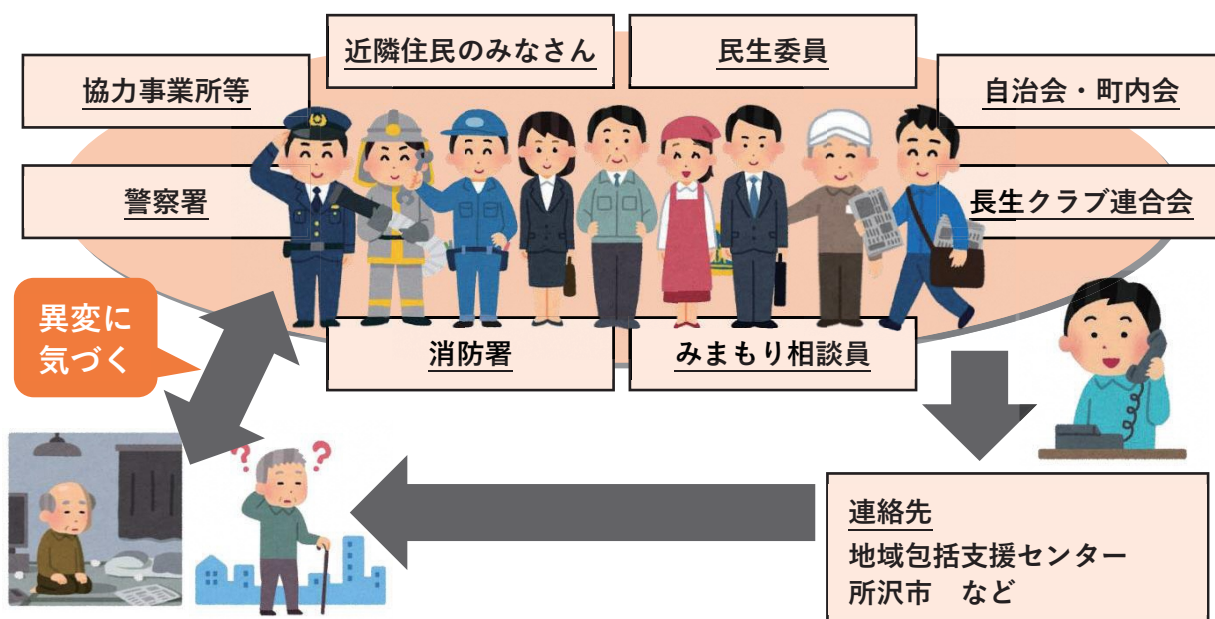 近隣住民のみなさん
民生委員
協力事業所等
自治会・町内会
警察署
長生クラブ連合会
異変に
気づく
消防署
みまもり相談員
??
連絡先
地域包括支援センター
所沢市　など